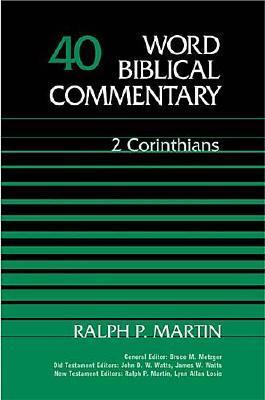 40 WORD
BIBLICAL
COMMENTARY
2 Corinthians
RALPH P. MARTIN
General Editor: Bruce M. Metzger
Old Testament Editors: John D. W. Watts, James W. Watts
New Testament Editors: Ralph P. Martin, Lynn Allan Losie